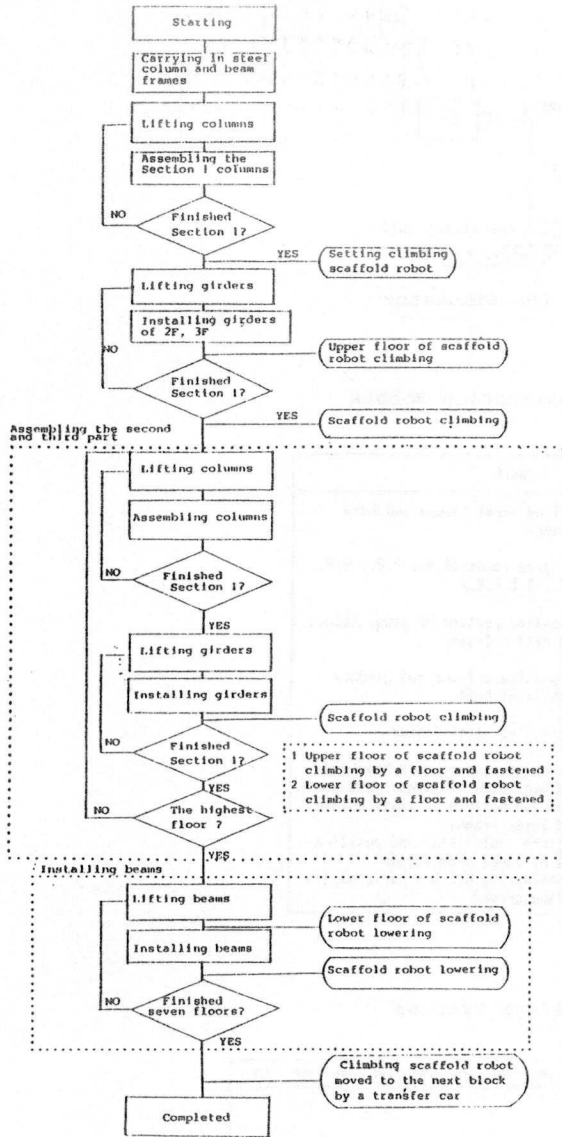 Starting
Carrying in steel
column and beam
frames
Lifting columns
Assembling the
Section 1 columns
NO
Finished
Section 1?
YES
Setting climbing
scaffold robot
Lifting girders
Installing girders
of 2F, 3F
NO
Upper floor of scaffold
robot climbing
Finished
Section 1?
YES
Scaffold robot climbing
Assembling the second
and third part
Lifting columns
Assembling columns
NO
Finished
Section 1?
YES
Lifting girders
Installing girders
Scaffold robot climbing
NO
Finished
Section 1?
1 Upper floor of scaffold robot
climbing by a floor and fastened
2 Lower floor of scaffold robot
climbing by a floor and fastened
YES
NO
The highest
floor ?
YES
Installing beams
Lifting beams
Lower floor of scaffold
robot lowering
Installing beams
Scaffold robot lowering
NO
Finished
seven floors?
YES
Climbing scaffold robot
moved to the next block
by a transfer car
Completed